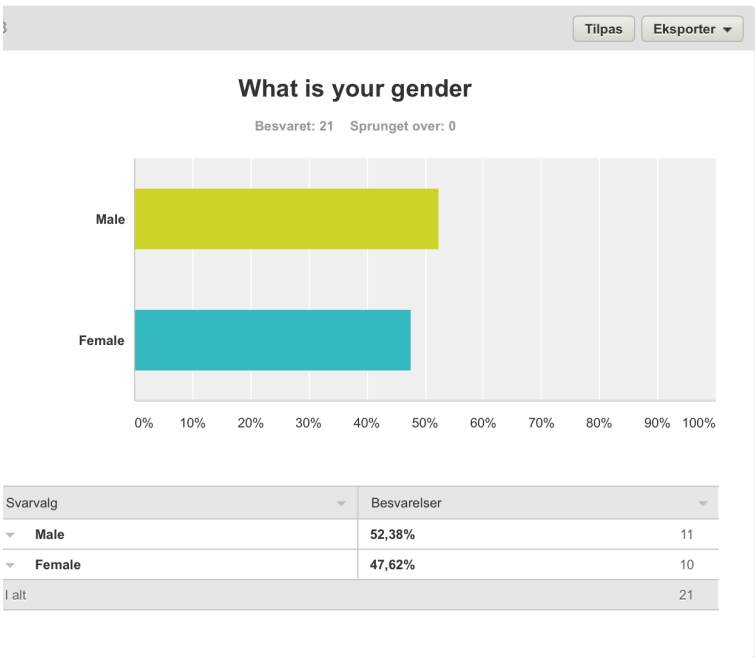 Tilpas Eksporter
What is your gender
Besvaret: 21 Sprunget over: 0
Male
Female
0% 10% 20% 30% 40% 50% 60% 70% 80% 90% 100%
Svarvalg Besvarelser
Male 52,38% 11
Female 47,62% 10
I alt 21